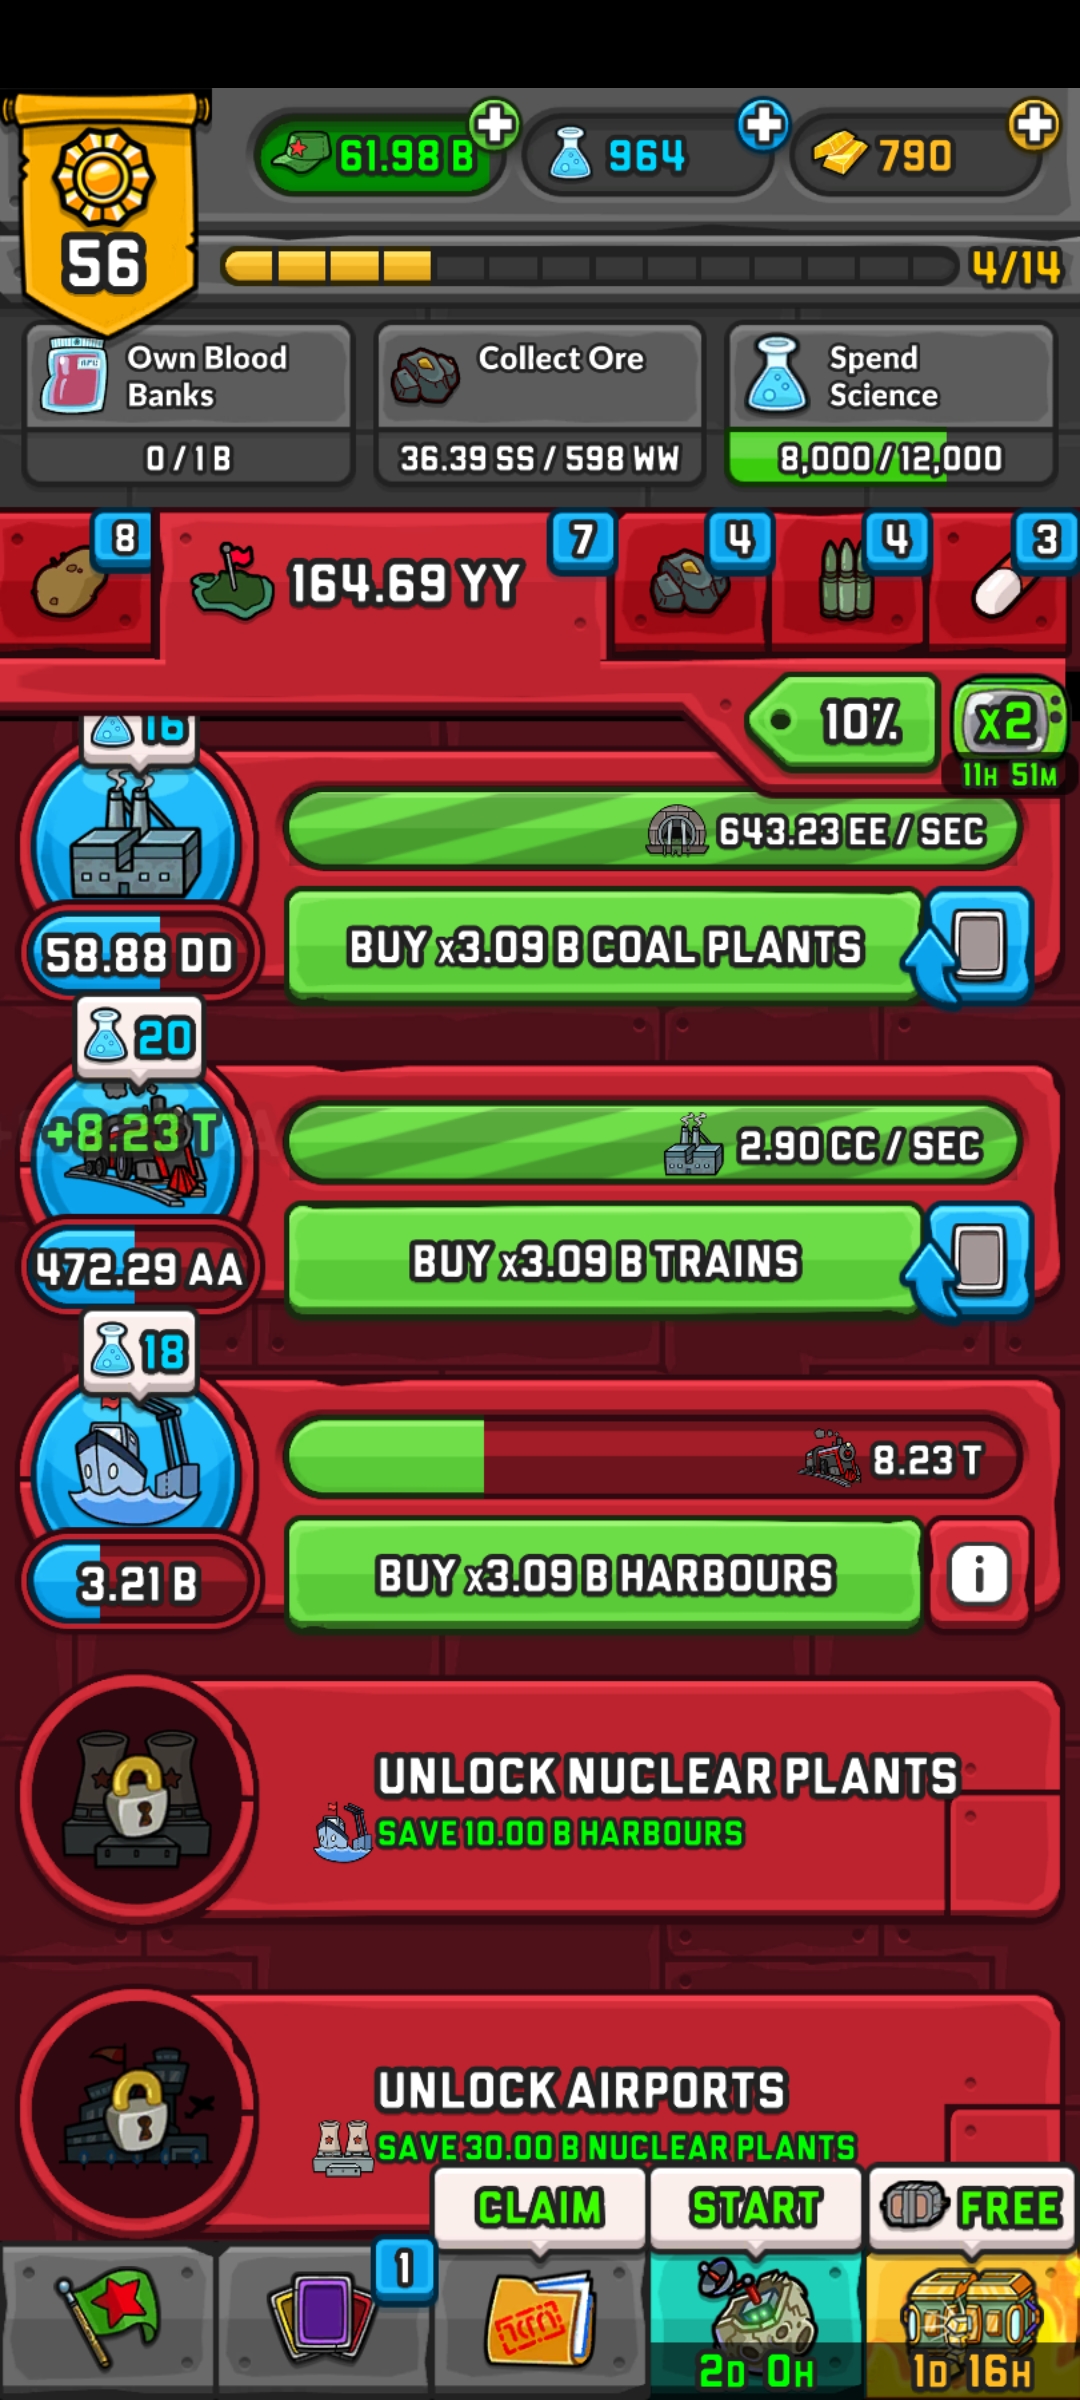 61.98 B
964
790
56
4/14
Own Blood
Banks
0 / 1 B
Collect Ore
36.39 SS / 598 WW
Spend
Science
8,000 / 12,000
8
164.69 YY
7
4
4
3
10%
x2
11H 51M
16
643.23 EE / SEC
58.88 DD
BUY x3.09 B COAL PLANTS
20
+8.23 T
2.90 CC / SEC
472.29 AA
BUY x3.09 B TRAINS
18
8.23 T
3.21 B
BUY x3.09 B HARBOURS
i
UNLOCK NUCLEAR PLANTS
SAVE 10.00 B HARBOURS
UNLOCK AIRPORTS
SAVE 30.00 B NUCLEAR PLANTS
CLAIM
START
FREE
1
2D 0H
1D 16H